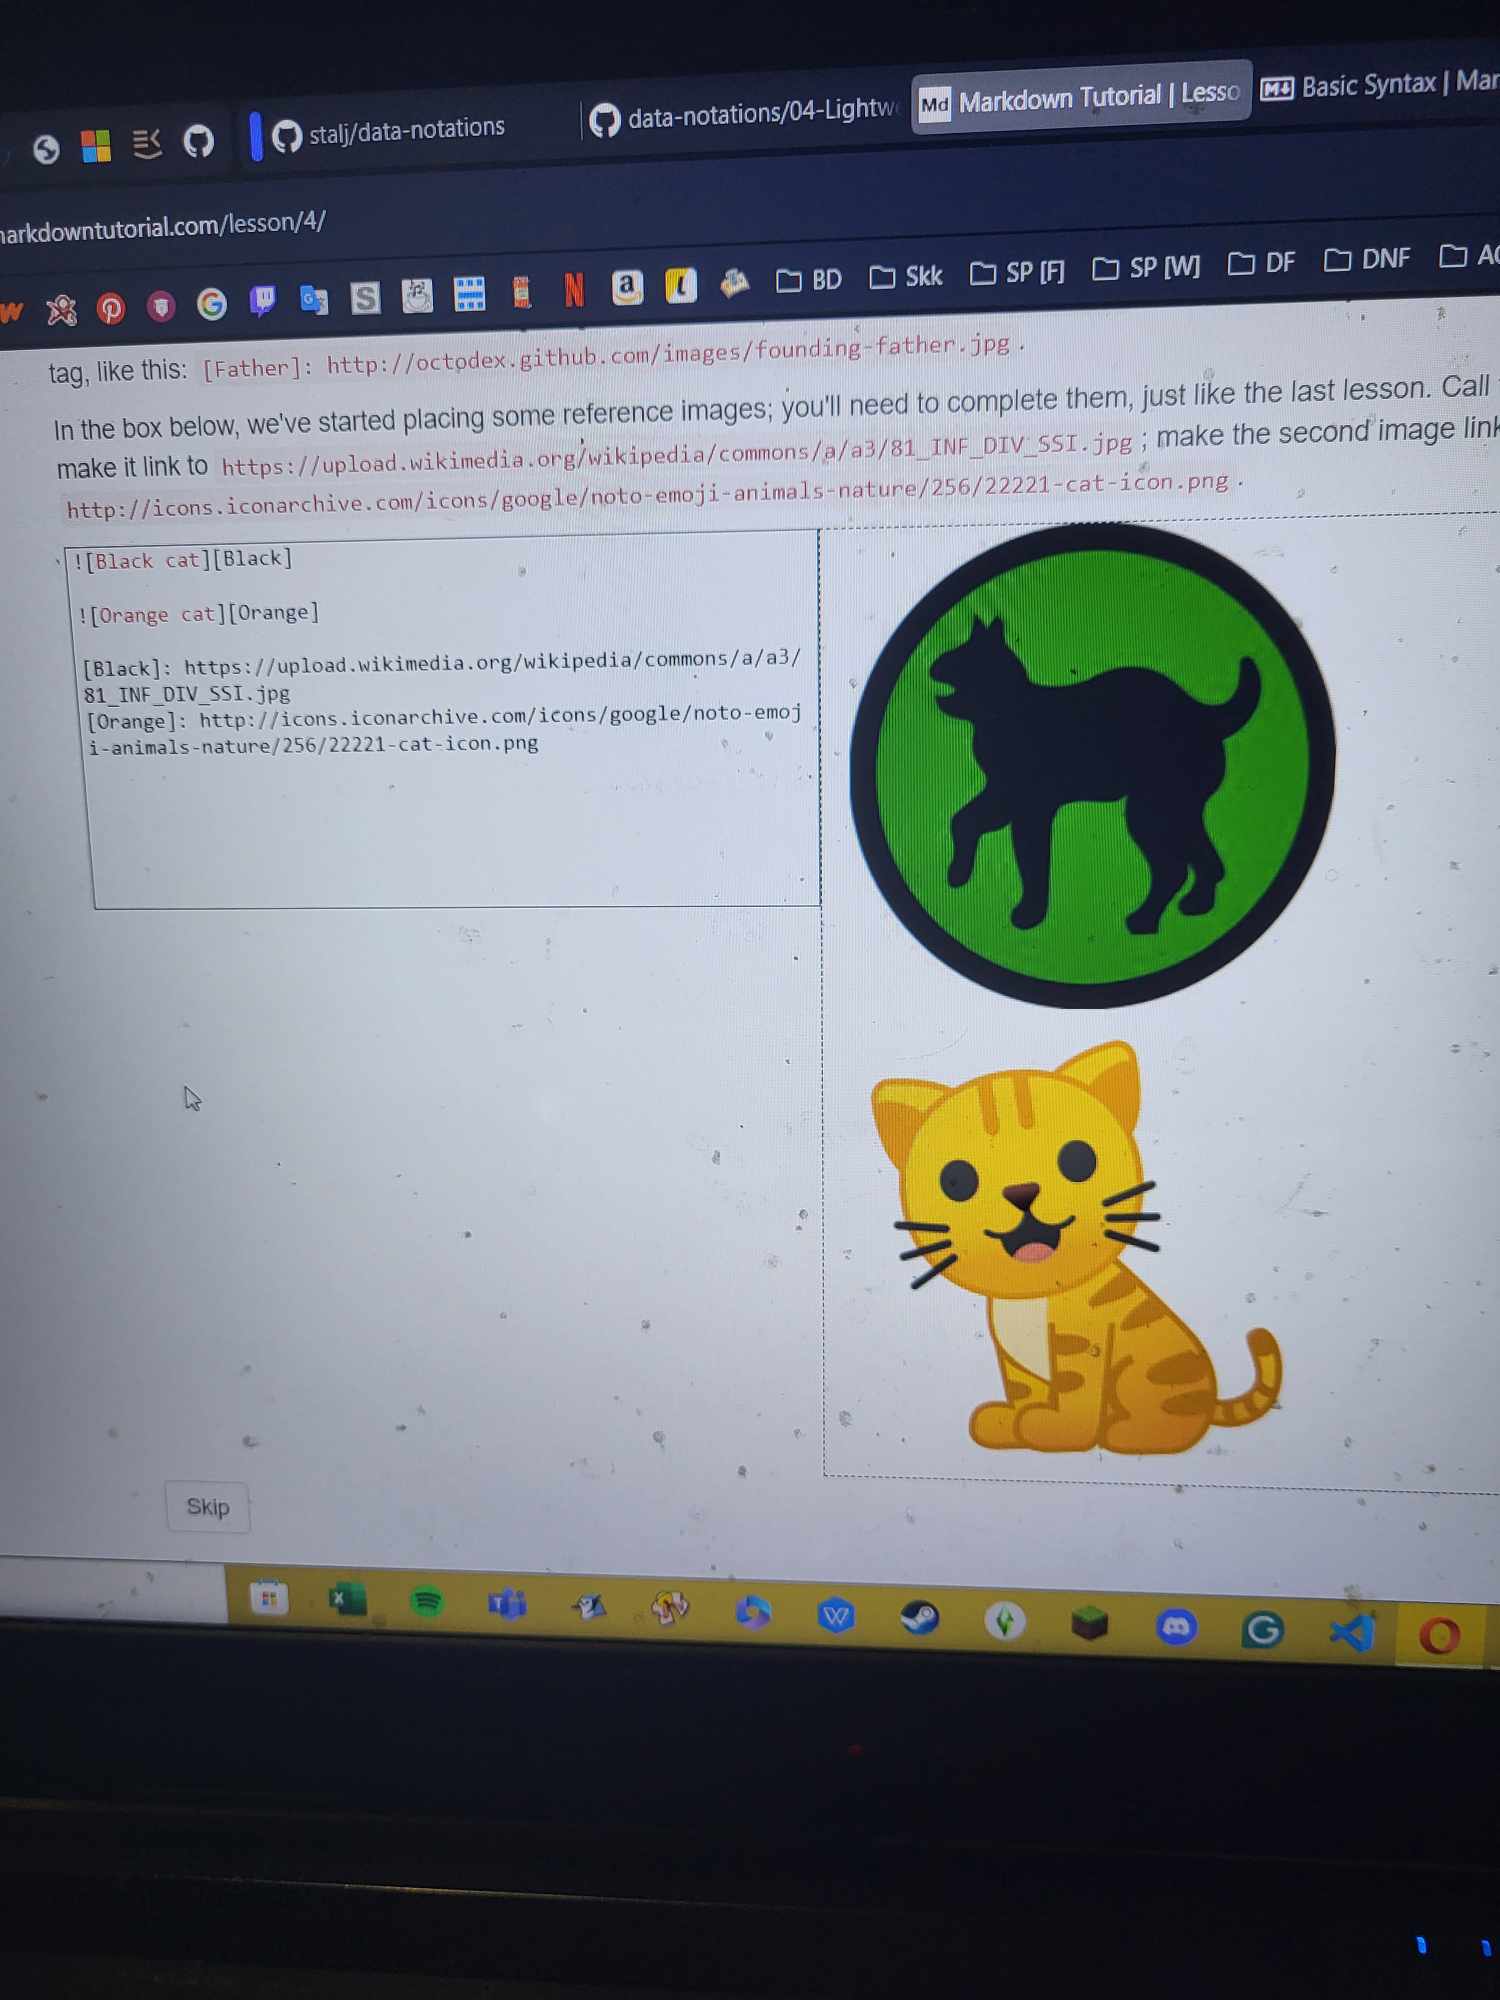 stalj/data-notations
data-notations/04-Lightw
Md Markdown Tutorial | Lesso
Basic Syntax | Mar
arkdowntutorial.com/lesson/4/
BD
Skk
SP [F]
SP [W]
DF
DNF
tag, like this: [Father]: http://octodex.github.com/images/founding-father.jpg .
In the box below, we've started placing some reference images; you'll need to complete them, just like the last lesson. Call
make it link to https://upload.wikimedia.org/wikipedia/commons/a/a3/81_INF_DIV_SSI.jpg ; make the second image link
http://icons.iconarchive.com/icons/google/noto-emoji-animals-nature/256/22221-cat-icon.png .
![Black cat][Black]
![Orange cat][Orange]
[Black]: https://upload.wikimedia.org/wikipedia/commons/a/a3/
81_INF_DIV_SSI.jpg
[Orange]: http://icons.iconarchive.com/icons/google/noto-emoj
i-animals-nature/256/22221-cat-icon.png
Skip